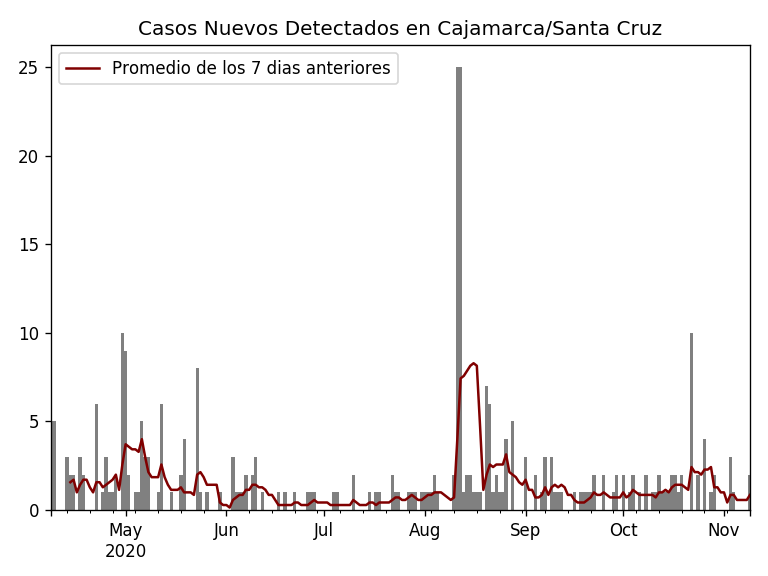 Casos Nuevos Detectados en Cajamarca/Santa Cruz
Promedio de los 7 dias anteriores
25
20
15
10
5
0
May Jun Jul Aug Sep Oct Nov
2020